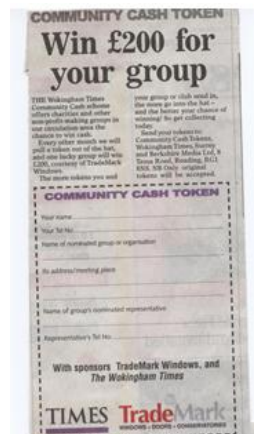 COMMUNITY CASH TOKEN
Win £200 for
your group
THE Wokingham Times
Community Cash scheme
offers charities and other
non-profit-making groups in
our circulation area the
chance to win cash.
Every other month we will
pull a token out of the hat,
and one lucky group will win
£200, courtesy of TradeMark
Windows.
The more tokens you and
your group or club send in,
the more go into the hat –
and the better your chance of
winning! So get collecting
today.
Send your tokens to:
Community Cash Tokens,
Wokingham Times, Surrey
and Berkshire Media Ltd, 8
Tessa Road, Reading, RG1
8NS. NB Only original
tokens will be accepted.
COMMUNITY CASH TOKEN
Your name
Your Tel No
Name of nominated group or organisation
Its address/meeting place
Name of group's nominated representative
Representative's Tel No
With sponsors TradeMark Windows, and
The Wokingham Times
TIMES TradeMark
WINDOWS - DOORS - CONSERVATORIES